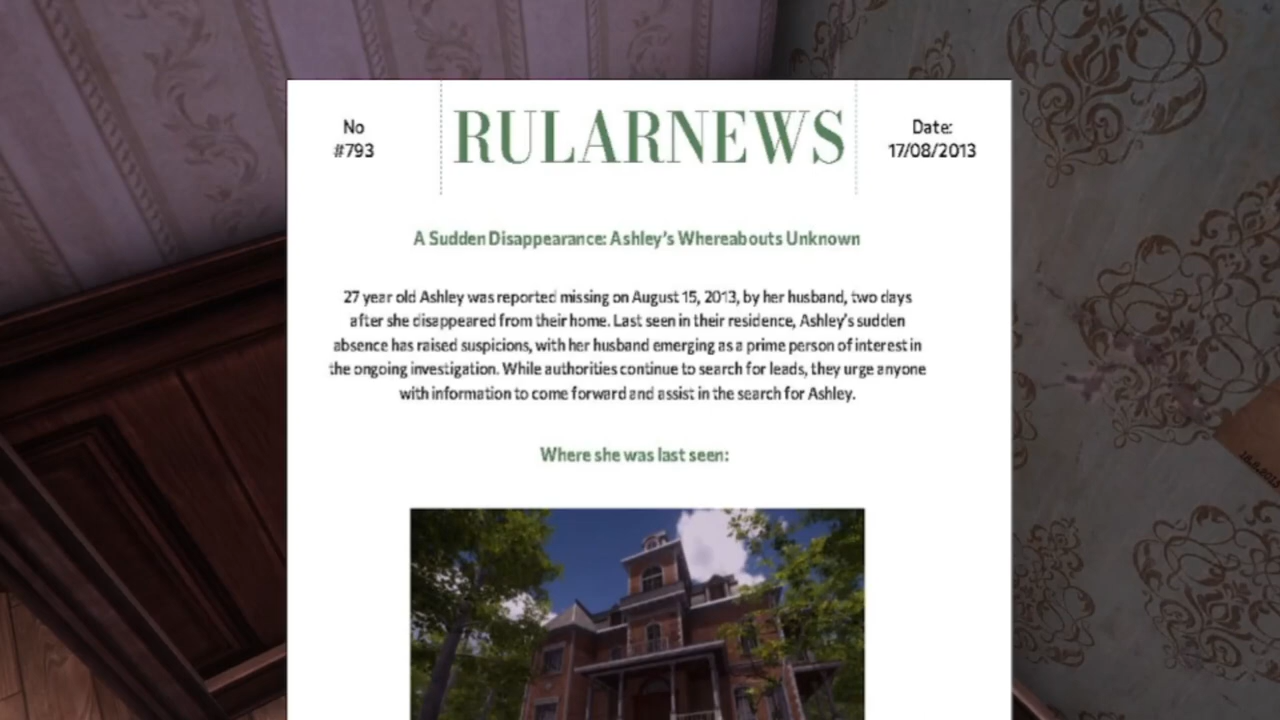 No
#793
RULARNEWS
Date:
17/08/2013
A Sudden Disappearance: Ashley's Whereabouts Unknown
27 year old Ashley was reported missing on August 15, 2013, by her husband, two days
after she disappeared from their home. Last seen in their residence, Ashley's sudden
absence has raised suspicions, with her husband emerging as a prime person of interest in
the ongoing investigation. While authorities continue to search for leads, they urge anyone
with information to come forward and assist in the search for Ashley.
Where she was last seen: